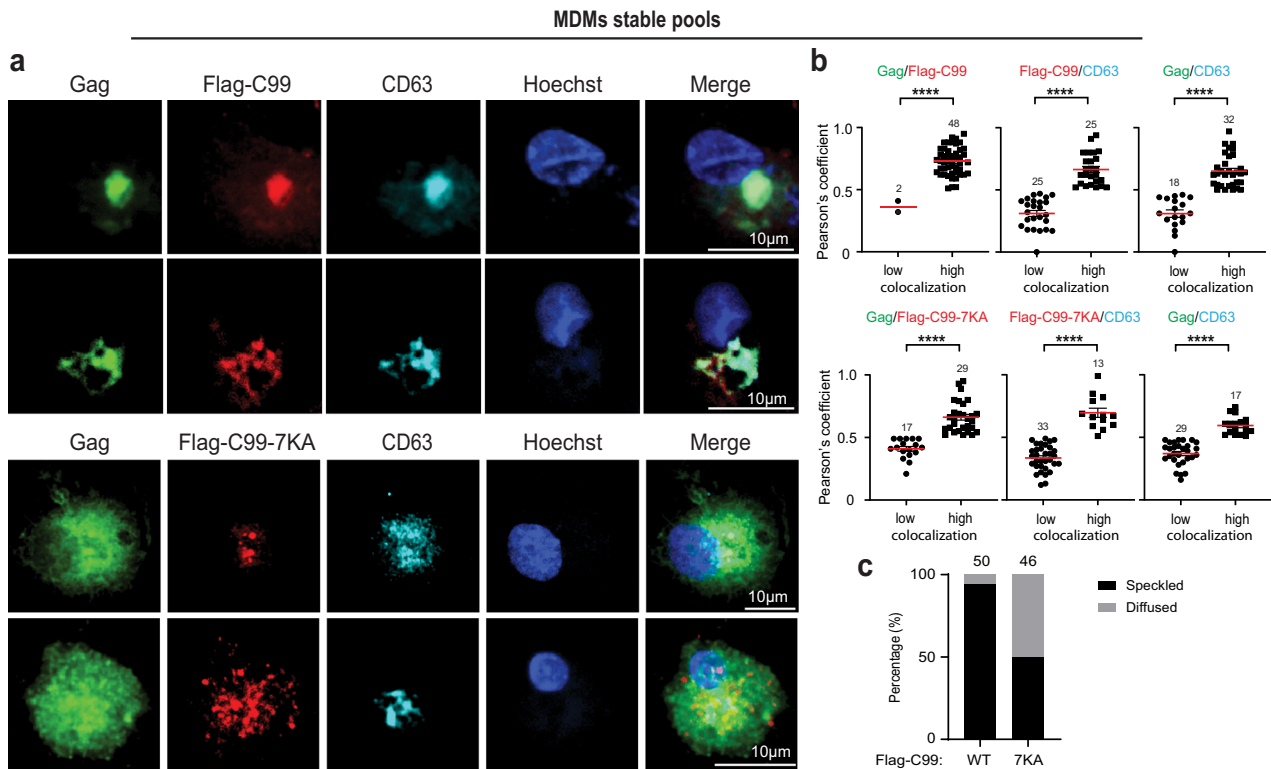 MDMs stable pools
a
Gag Flag-C99 CD63 Hoechst Merge
10μm
10μm
Gag Flag-C99-7KA CD63 Hoechst Merge
10μm
10μm
b
Gag/Flag-C99 Flag-C99/CD63 Gag/CD63
**** **** ****
48 25 32
2 25 18
1.0
0.5
0
Pearson's coefficient
low high low high low high
colocalization colocalization colocalization
Gag/Flag-C99-7KA Flag-C99-7KA/CD63 Gag/CD63
**** **** ****
29 13 17
17 33 29
1.0
0.5
0
Pearson's coefficient
low high low high low high
colocalization colocalization colocalization
c
50 46
100
50
0
Percentage (%)
Speckled
Diffused
Flag-C99: WT 7KA